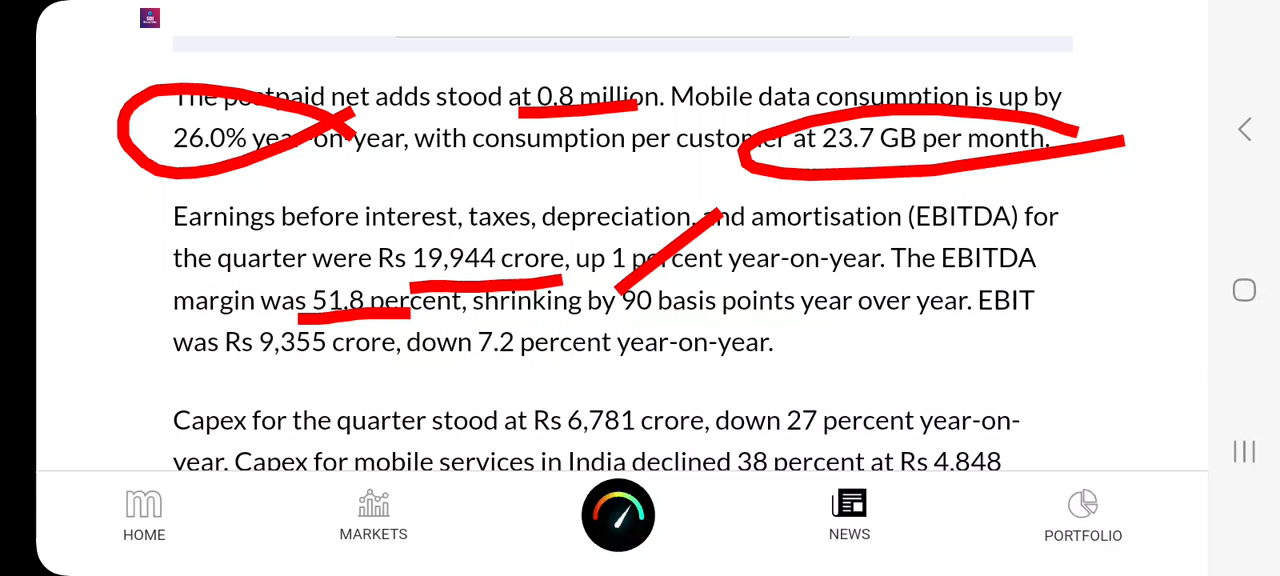 The postpaid net adds stood at 0.8 million. Mobile data consumption is up by
26.0% year-on-year, with consumption per customer at 23.7 GB per month.
Earnings before interest, taxes, depreciation, and amortisation (EBITDA) for
the quarter were Rs 19,944 crore, up 1 percent year-on-year. The EBITDA
margin was 51.8 percent, shrinking by 90 basis points year over year. EBIT
was Rs 9,355 crore, down 7.2 percent year-on-year.
Capex for the quarter stood at Rs 6,781 crore, down 27 percent year-on-
year. Capex for mobile services in India declined 38 percent at Rs 4,848
HOME
MARKETS
NEWS
PORTFOLIO